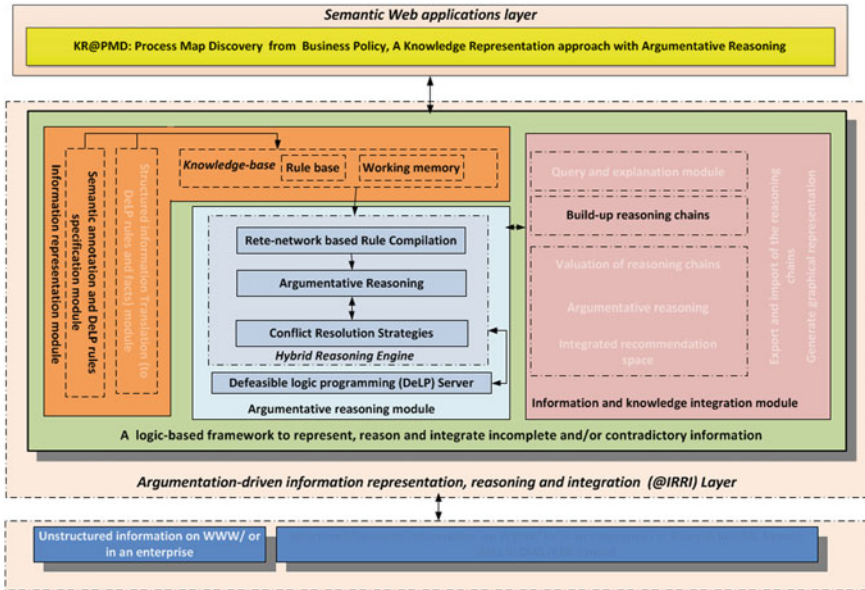 Semantic Web applications layer
KR@PMD: Process Map Discovery from Business Policy, A Knowledge Representation approach with Argumentative Reasoning
Information representation module
Semantic annotation and DeLP rules
specification module
Structured information Translation (to
DeLP rules and facts) module
Knowledge-base
Rule base
Working memory
Rete-network based Rule Compilation
Argumentative Reasoning
Conflict Resolution Strategies
Hybrid Reasoning Engine
Defeasible logic programming (DeLP) Server
Argumentative reasoning module
Query and explanation module
Build-up reasoning chains
Valuation of reasoning chains
Argumentative reasoning
Integrated recommendation
space
Export and import of the reasoning
chains
Generate graphical representation
Information and knowledge integration module
A logic-based framework to represent, reason and integrate incomplete and/or contradictory information
Argumentation-driven information representation, reasoning and integration (@IRRI) Layer
Unstructured information on WWW/ or
in an enterprise